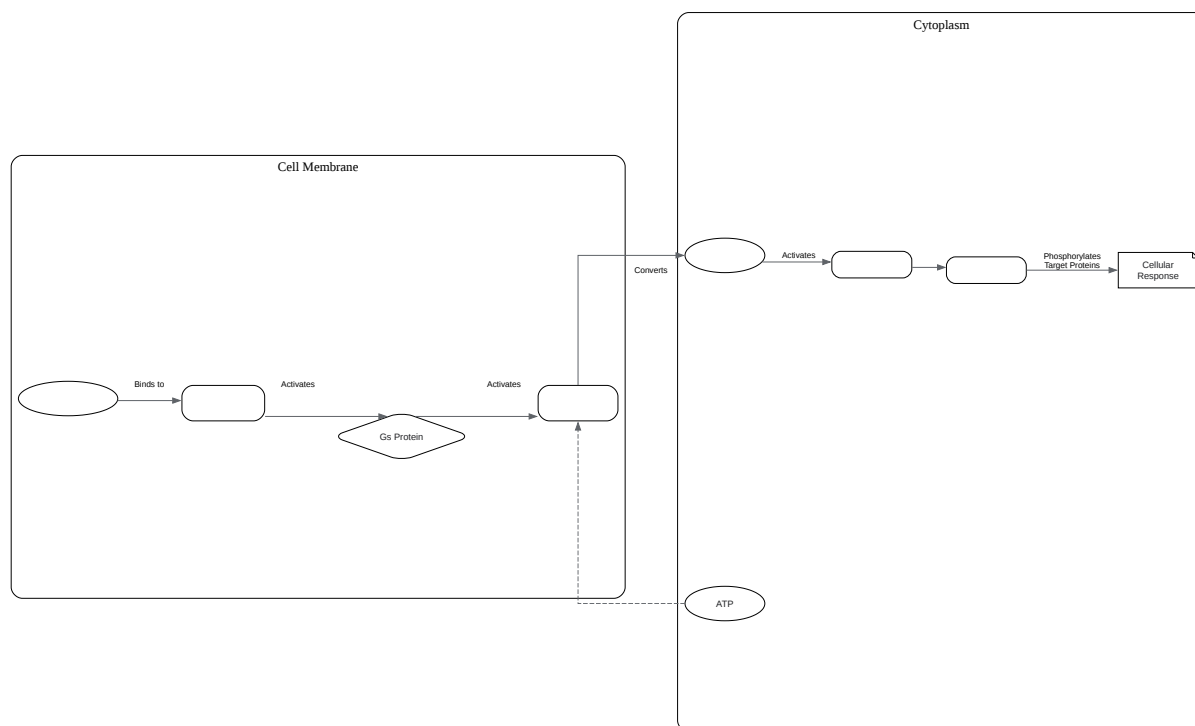 Cytoplasm
Cell Membrane
Converts
Activates
Phosphorylates
Target Proteins
Cellular
Response
Binds to
Activates
Activates
Gs Protein
ATP